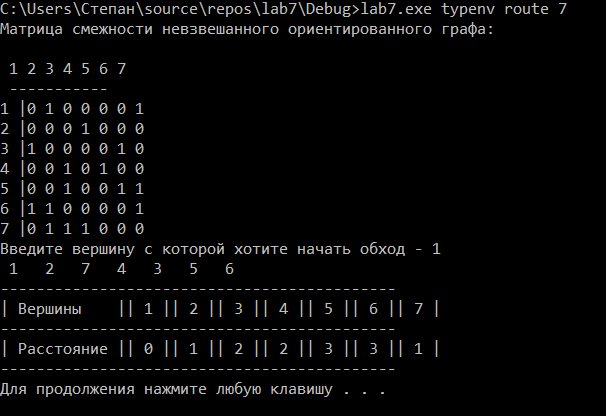 C:\Users\Степан\source\repos\lab7\Debug>lab7.exe typenv route 7
Матрица смежности невзвешанного ориентированного графа:
1 2 3 4 5 6 7
-----------
1 |0 1 0 0 0 0 1
2 |0 0 0 1 0 0 0
3 |1 0 0 0 0 1 0
4 |0 0 1 0 1 0 0
5 |0 0 1 0 0 1 1
6 |1 1 0 0 0 0 1
7 |0 1 1 1 0 0 0
Введите вершину с которой хотите начать обход - 1
1 2 7 4 3 5 6
--------------------------------------------
| Вершины || 1 || 2 || 3 || 4 || 5 || 6 || 7 |
--------------------------------------------
| Расстояние || 0 || 1 || 2 || 2 || 3 || 3 || 1 |
--------------------------------------------
Для продолжения нажмите любую клавишу . . .